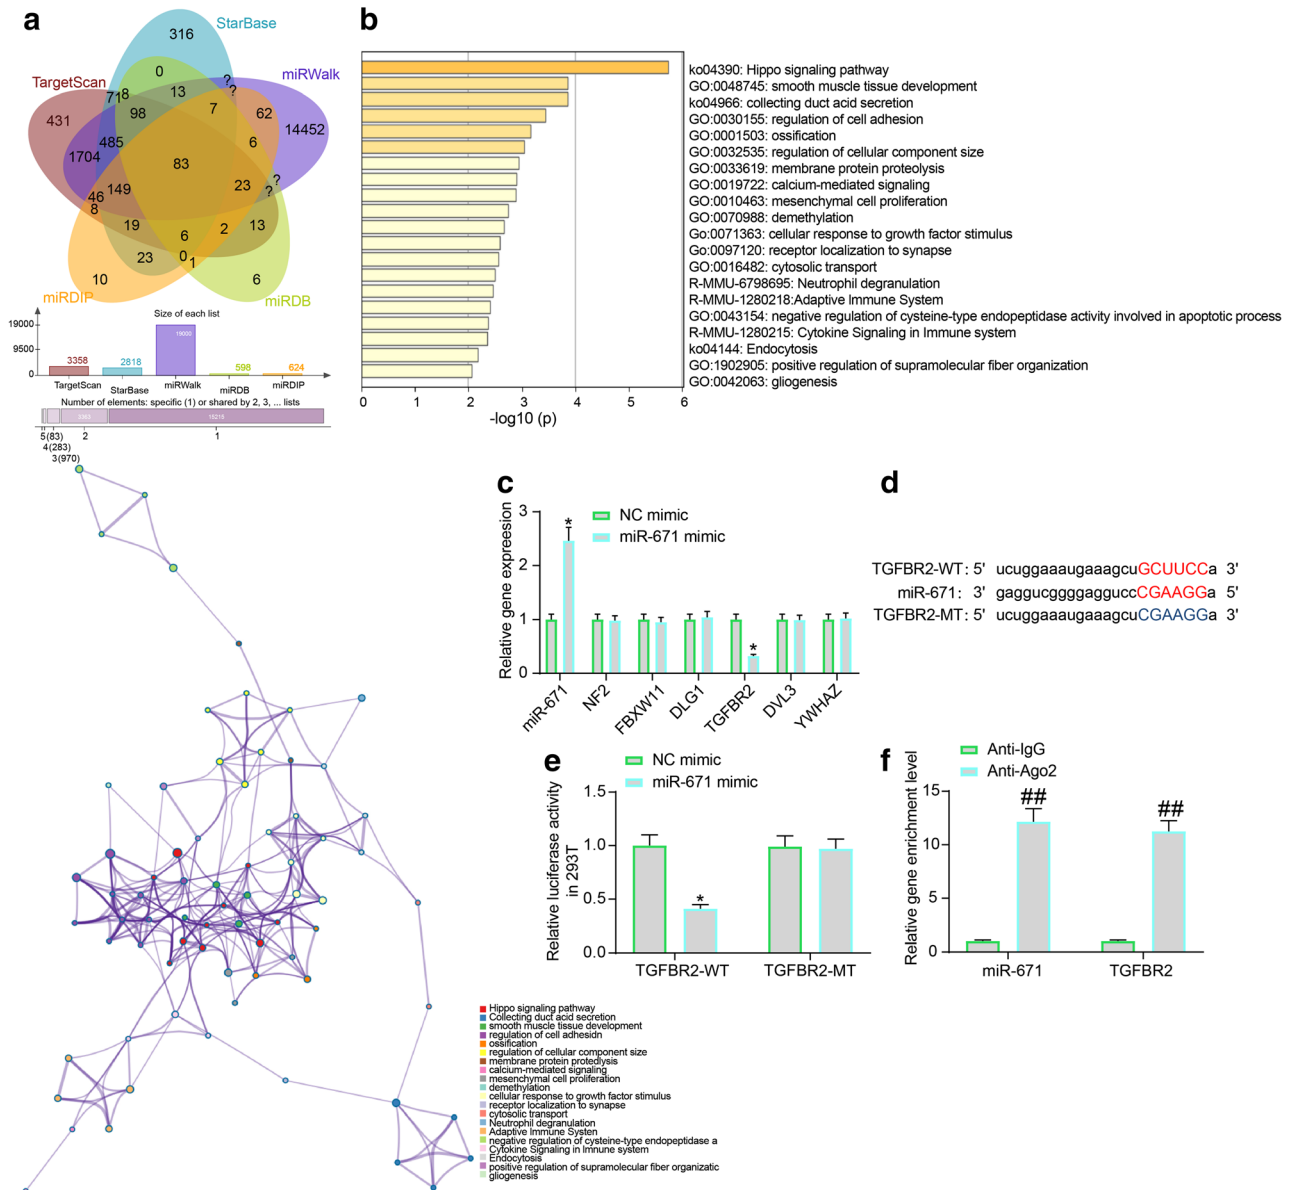 a
StarBase
316
TargetScan
miRWalk
0
?
?
71
8
13
98
7
62
431
14452
485
6
1704
83
149
23
?
?
46
8
19
2
13
6
23
0
1
10
6
miRDIP
miRDB
Size of each list
19000
9500
0
3358
2818
19000
598
624
TargetScan
StarBase
miRWalk
miRDB
miRDIP
Number of elements: specific (1) or shared by 2, 3, ... lists
5(83)
2
1
4(283)
3(970)
b
ko04390: Hippo signaling pathway
GO:0048745: smooth muscle tissue development
ko04966: collecting duct acid secretion
GO:0030155: regulation of cell adhesion
GO:0001503: ossification
GO:0032535: regulation of cellular component size
GO:0033619: membrane protein proteolysis
GO:0019722: calcium-mediated signaling
GO:0010463: mesenchymal cell proliferation
GO:0070988: demethylation
Go:0071363: cellular response to growth factor stimulus
Go:0097120: receptor localization to synapse
GO:0016482: cytosolic transport
R-MMU-6798695: Neutrophil degranulation
R-MMU-1280218:Adaptive Immune System
GO:0043154: negative regulation of cysteine-type endopeptidase activity involved in apoptotic process
R-MMU-1280215: Cytokine Signaling in Immune system
ko04144: Endocytosis
GO:1902905: positive regulation of supramolecular fiber organization
GO:0042063: gliogenesis
0 1 2 3 4 5 6
-log10 (p)
Hippo signaling pathway
Collecting duct acid secretion
smooth muscle tissue development
regulation of cell adhesidn
ossification
regulation of cellular component size
membrane protein protedlysis
calcium-mediated signaling
mesenchymal cell proliferation
demethylation
cellular response to growth factor stimulus
receptor localization to synapse
cytosolic transport
Neutrophil degranulation
Adaptive Immune Systen
negative regulation of cysteine-type endopeptidase a
Cytokine Signaling in Imnune system
Endocytosis
positive regulation of supramolecular fiber organizatic
gliogenesis
c
NC mimic
miR-671 mimic
Relative gene expreesion
3
2
1
0
*
*
miR-671
NF2
FBXW11
DLG1
TGFBR2
DVL3
YWHAZ
d
TGFBR2-WT: 5' ucuggaaaugaaagcuGCUUCCa 3'
miR-671: 3' gaggucggggagguccCGAAGGa 5'
TGFBR2-MT: 5' ucuggaaaugaaagcuCGAAGGa 3'
e
NC mimic
miR-671 mimic
Relative luciferase activity
in 293T
1.5
1.0
0.5
0.0
*
TGFBR2-WT
TGFBR2-MT
f
Anti-IgG
Anti-Ago2
Relative gene enrichment level
15
10
5
0
##
##
miR-671
TGFBR2